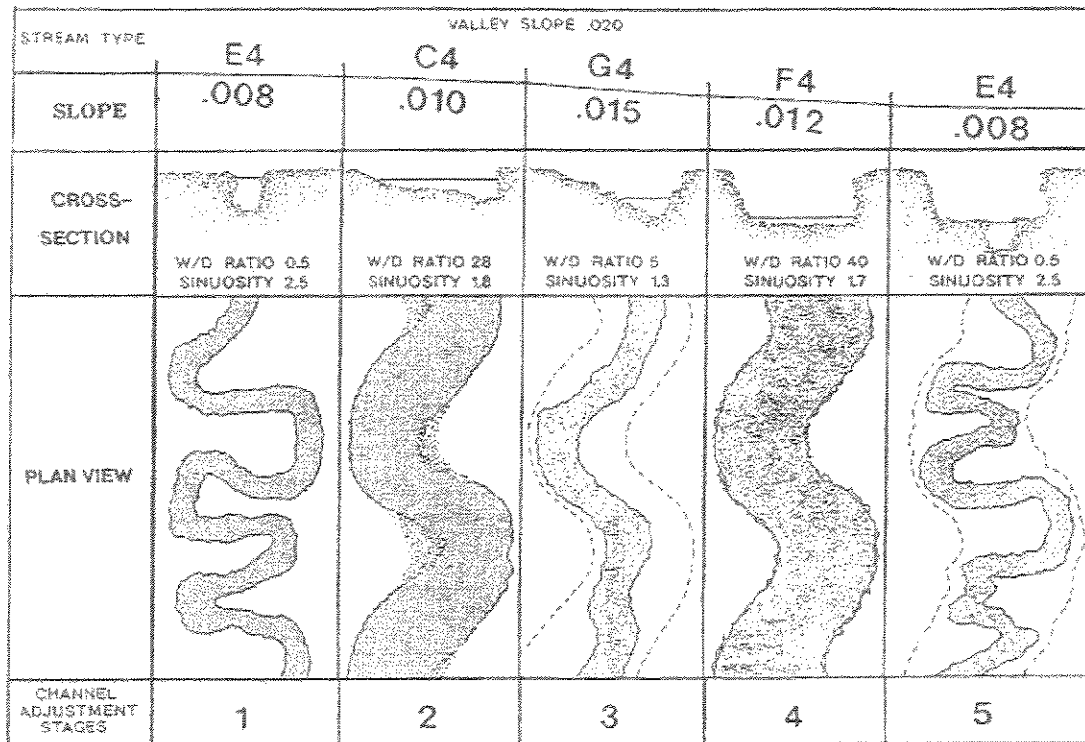 VALLEY SLOPE .020
STREAM TYPE
E4
C4
G4
F4
E4
SLOPE
.008
.010
.015
.012
.008
CROSS-
SECTION
W/D RATIO 0.5
SINUOSITY 2.5
W/D RATIO 28
SINUOSITY 1.8
W/D RATIO 5
SINUOSITY 1.3
W/D RATIO 40
SINUOSITY 1.7
W/D RATIO 0.5
SINUOSITY 2.5
PLAN VIEW
CHANNEL
ADJUSTMENT
STAGES
1
2
3
4
5